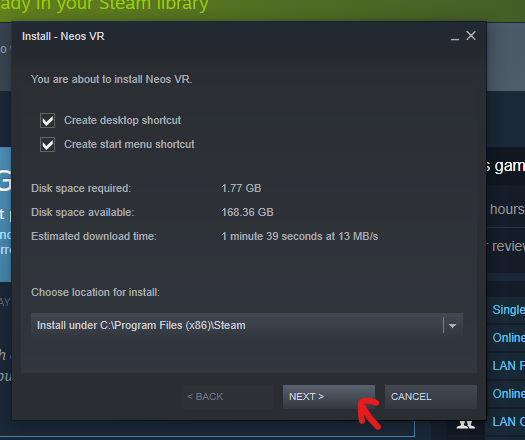 ady in your Steam library
Install - Neos VR
You are about to install Neos VR.
Create desktop shortcut
Create start menu shortcut
Disk space required: 1.77 GB
Disk space available: 168.36 GB
Estimated download time: 1 minute 39 seconds at 13 MB/s
Choose location for install:
Install under C:\Program Files (x86)\Steam
< BACK NEXT > CANCEL
s gam
hours
r review
Single
Online
LAN P
Online
LAN C